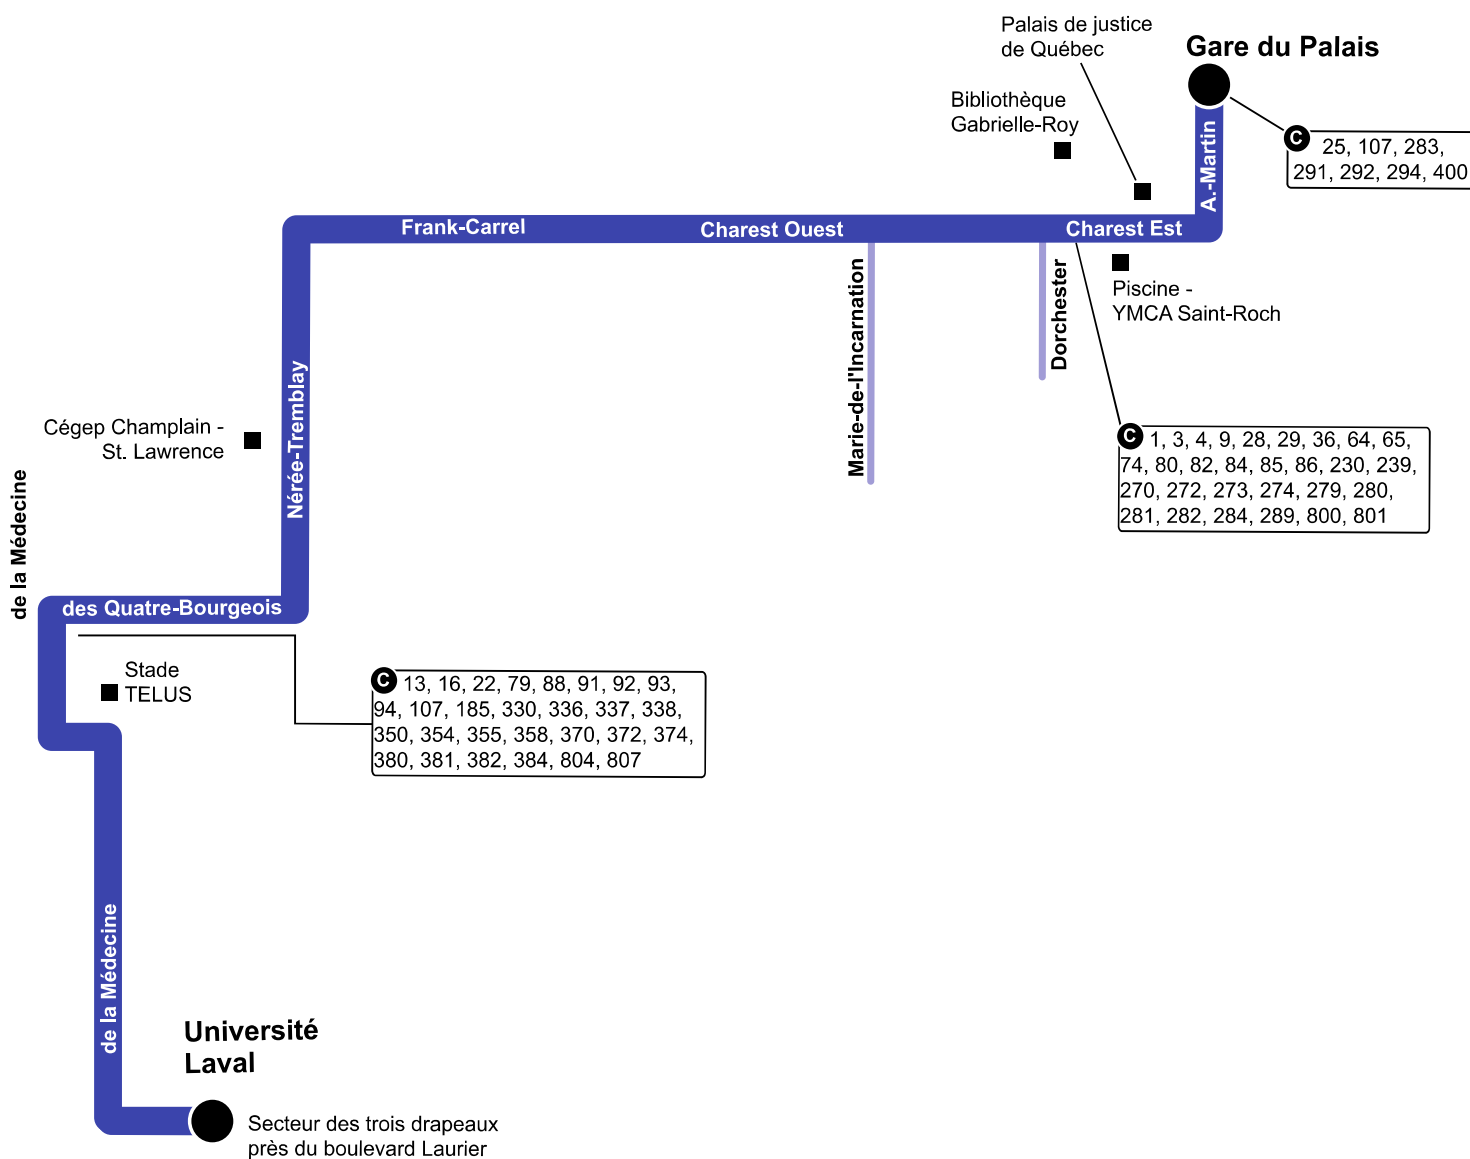 Palais de justice
de Québec
Gare du Palais
Bibliothèque
Gabrielle-Roy
A.-Martin
C 25, 107, 283,
291, 292, 294, 400
Frank-Carrel
Charest Ouest
Charest Est
Marie-de-l'Incarnation
Dorchester
Piscine -
YMCA Saint-Roch
Nérée-Tremblay
Cégep Champlain -
St. Lawrence
C 1, 3, 4, 9, 28, 29, 36, 64, 65,
74, 80, 82, 84, 85, 86, 230, 239,
270, 272, 273, 274, 279, 280,
281, 282, 284, 289, 800, 801
de la Médecine
des Quatre-Bourgeois
Stade
TELUS
C 13, 16, 22, 79, 88, 91, 92, 93,
94, 107, 185, 330, 336, 337, 338,
350, 354, 355, 358, 370, 372, 374,
380, 381, 382, 384, 804, 807
de la Médecine
Université
Laval
Secteur des trois drapeaux
près du boulevard Laurier